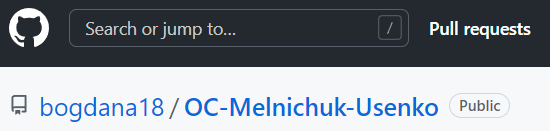 Search or jump to... / Pull requests
bogdana18 / OC-Melnichuk-Usenko Public